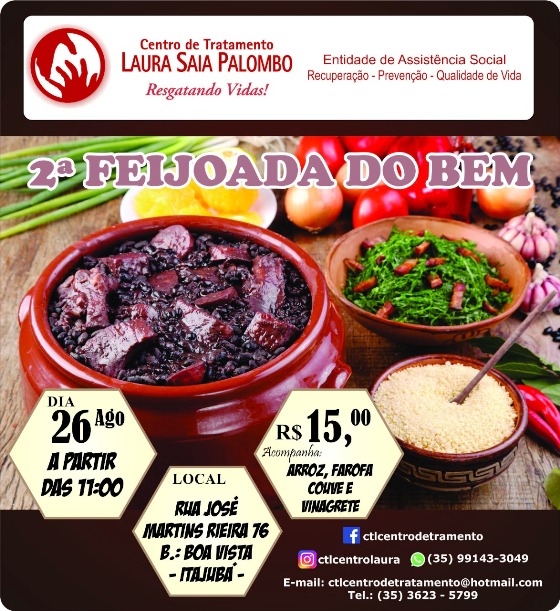 Centro de Tratamento
LAURA SAIA PALOMBO
Resgatando Vidas!
Entidade de Assistência Social
Recuperação - Prevenção - Qualidade de Vida
2ª FEIJOADA DO BEM
DIA
26 Ago
A PARTIR
DAS 11:00
LOCAL
RUA JOSÉ
MARTINS RIEIRA 76
B.: BOA VISTA
- ITAJUBÁ -
R$ 15,00
Acompanha:
ARROZ, FAROFA
COUVE E
VINAGRETE
ctlcentrodetramento
ctlcentrolaura (35) 99143-3049
E-mail: ctlcentrodetratamento@hotmail.com
Tel.: (35) 3623 - 5799